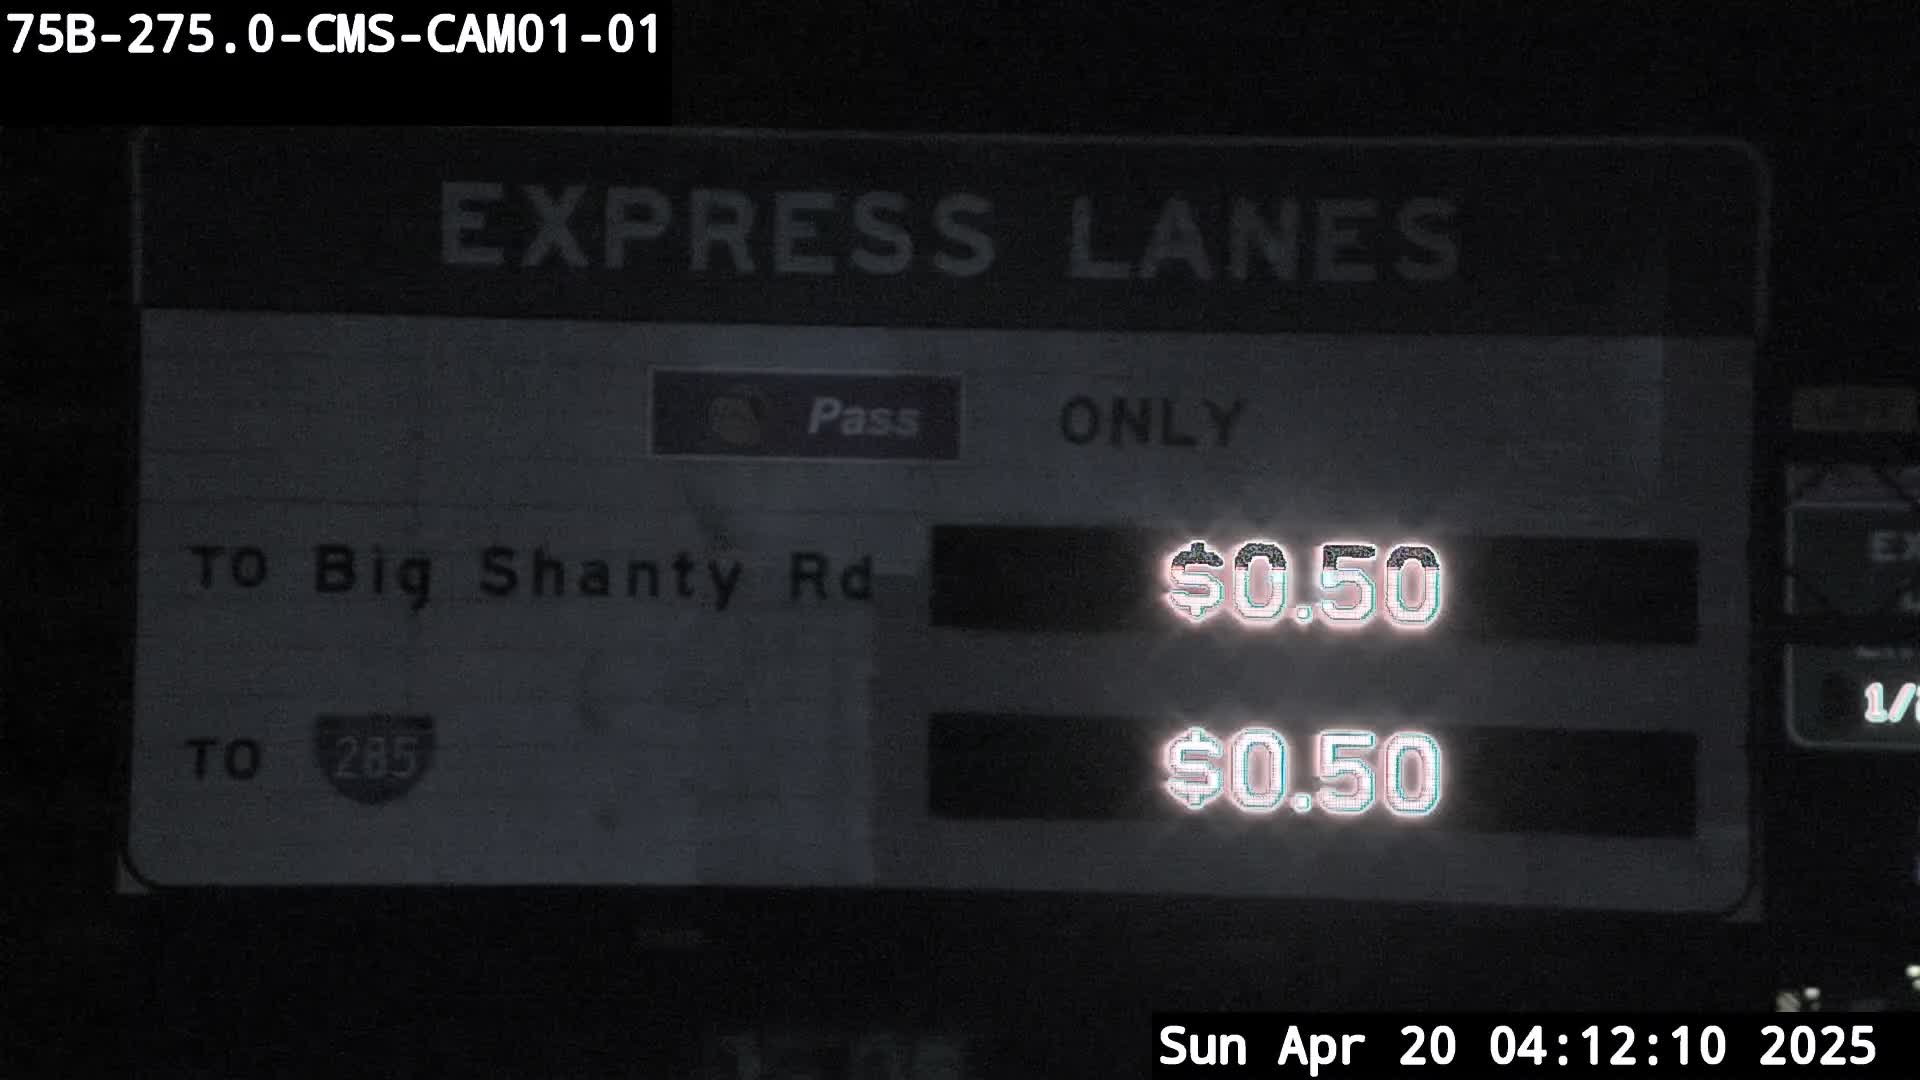 75B-275.0-CMS-CAM01-01
EXPRESS LANES
Pass ONLY
TO Big Shanty Rd $0.50
TO 285 $0.50
1/
Sun Apr 20 04:12:10 2025